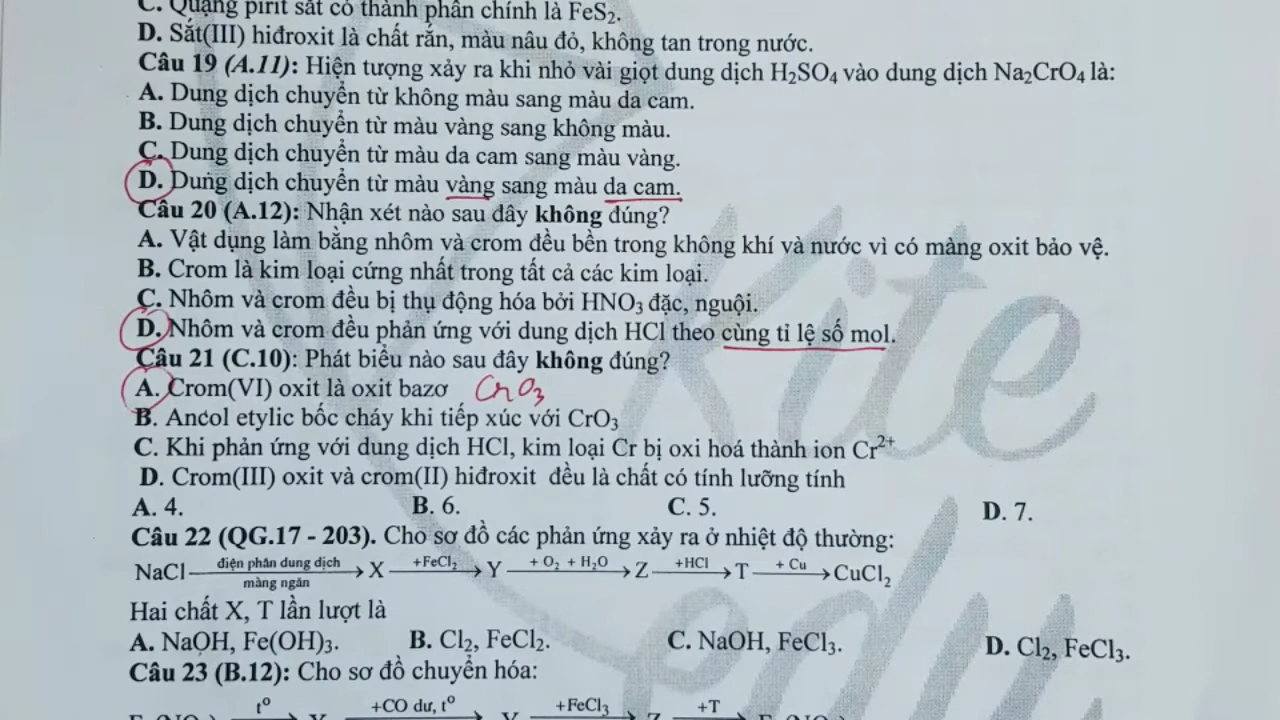 C. Quặng pirit sắt có thành phần chính là FeS₂.
D. Sắt(III) hiđroxit là chất rắn, màu nâu đỏ, không tan trong nước.
Câu 19 (A.11): Hiện tượng xảy ra khi nhỏ vài giọt dung dịch H₂SO₄ vào dung dịch Na₂CrO₄ là:
A. Dung dịch chuyển từ không màu sang màu da cam.
B. Dung dịch chuyển từ màu vàng sang không màu.
C. Dung dịch chuyển từ màu da cam sang màu vàng.
D. Dung dịch chuyển từ màu vàng sang màu da cam.
Câu 20 (A.12): Nhận xét nào sau đây không đúng?
A. Vật dụng làm bằng nhôm và crom đều bền trong không khí và nước vì có màng oxit bảo vệ.
B. Crom là kim loại cứng nhất trong tất cả các kim loại.
C. Nhôm và crom đều bị thụ động hóa bởi HNO₃ đặc, nguội.
D. Nhôm và crom đều phản ứng với dung dịch HCl theo cùng tỉ lệ số mol.
Câu 21 (C.10): Phát biểu nào sau đây không đúng?
A. Crom(VI) oxit là oxit bazơ CrO₃
B. Ancol etylic bốc cháy khi tiếp xúc với CrO₃
C. Khi phản ứng với dung dịch HCl, kim loại Cr bị oxi hoá thành ion Cr²⁺
D. Crom(III) oxit và crom(II) hiđroxit đều là chất có tính lưỡng tính
A. 4. B. 6. C. 5. D. 7.
Câu 22 (QG.17 - 203). Cho sơ đồ các phản ứng xảy ra ở nhiệt độ thường:
điện phân dung dịch +FeCl₂ + O₂ + H₂O +HCl + Cu
NaCl → X → Y → Z → T → CuCl₂
màng ngăn
Hai chất X, T lần lượt là
A. NaOH, Fe(OH)₃. B. Cl₂, FeCl₂. C. NaOH, FeCl₃. D. Cl₂, FeCl₃.
Câu 23 (B.12): Cho sơ đồ chuyển hóa:
t° +CO dư, t° +FeCl₃ +T
Kite
edu